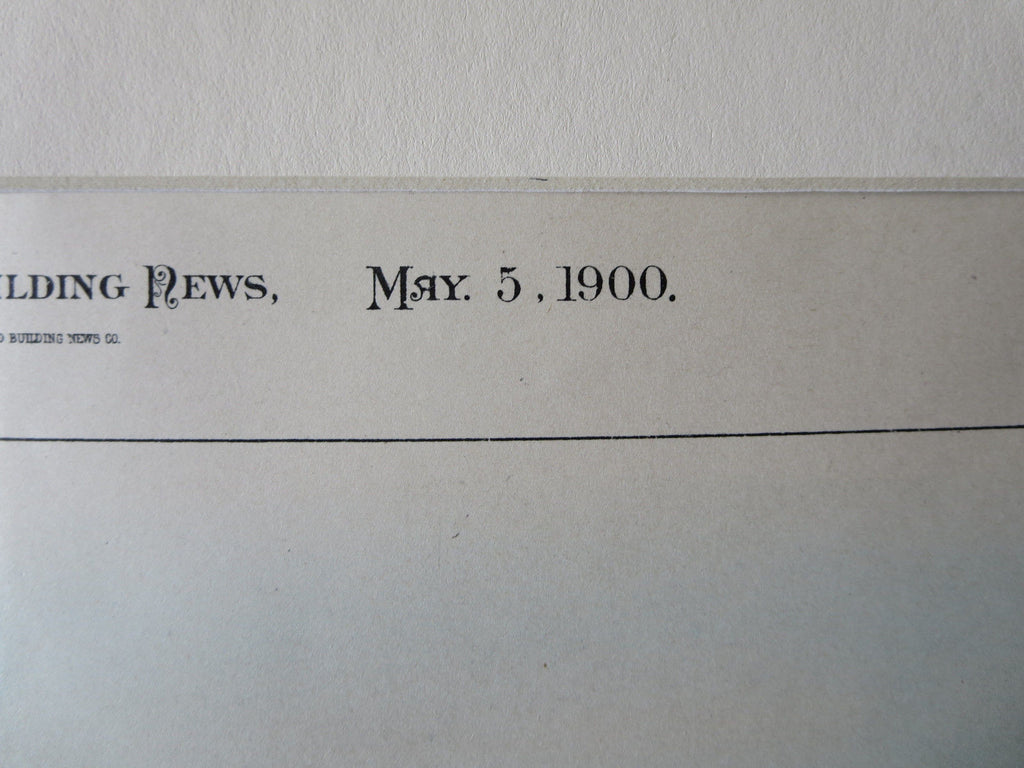 ILDING NEWS, MAY. 5, 1900.
BUILDING NEWS CO.